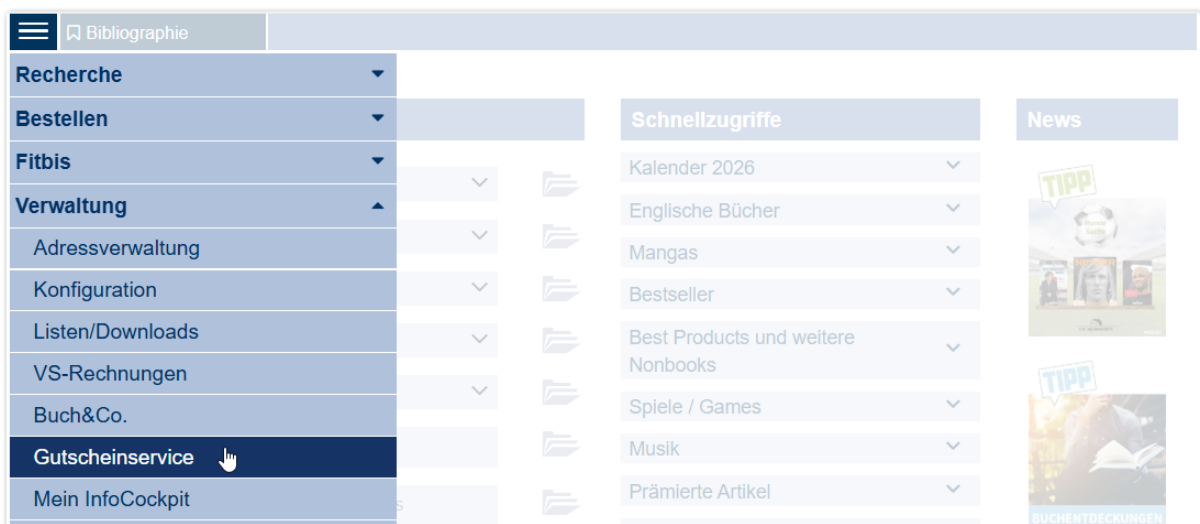 Bibliographie
Recherche
Bestellen
Fitbis
Verwaltung
Adressverwaltung
Konfiguration
Listen/Downloads
VS-Rechnungen
Buch&Co.
Gutscheinservice
Mein InfoCockpit
s
Schnellzugriffe
Kalender 2026
Englische Bücher
Mangas
Bestseller
Best Products und weitere
Nonbooks
Spiele / Games
Musik
Prämierte Artikel
News
TIPP
TIPP
BUCHENTDECKUNGEN